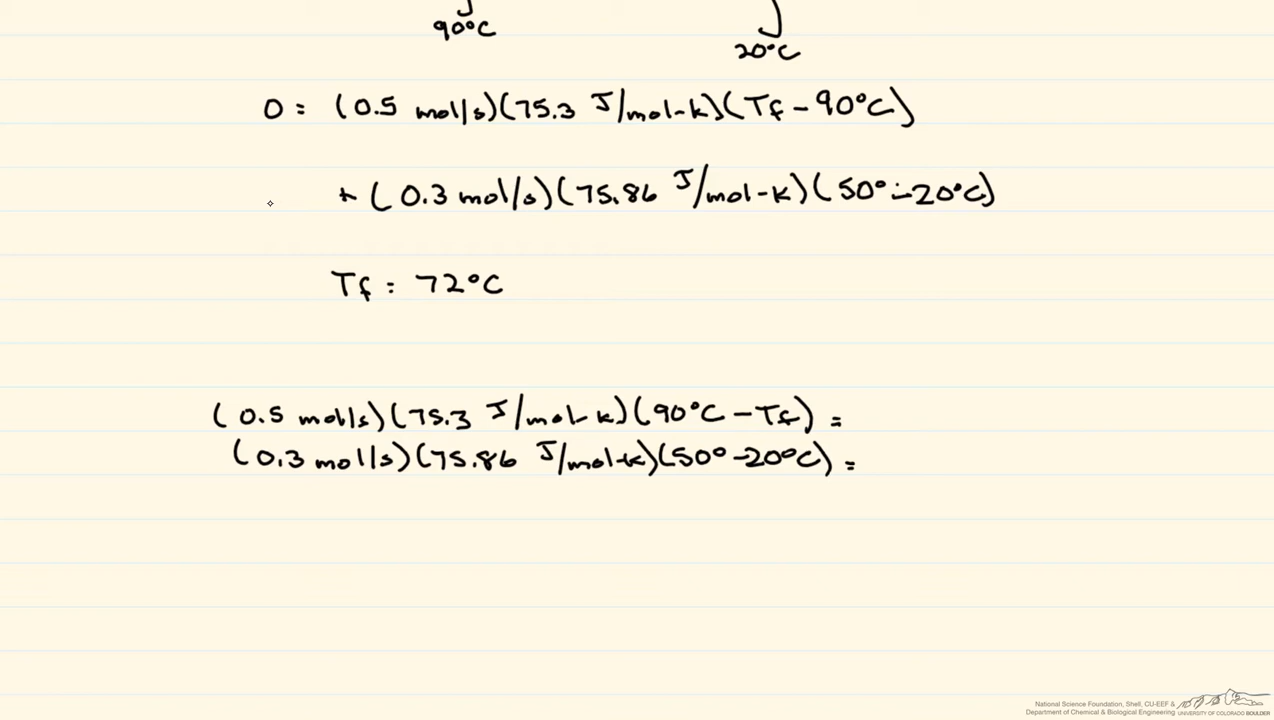 90°C
20°C
0 = (0.5 mol/s)(75.3 J/mol-K)(Tf - 90°C)
+ (0.3 mol/s)(75.86 J/mol-K)(50° - 20°C)
Tf = 72°C
(0.5 mol/s)(75.3 J/mol-K)(90°C - Tf) =
(0.3 mol/s)(75.86 J/mol-K)(50° - 20°C) =
National Science Foundation, Shell, CU-EEF &
Department of Chemical & Biological Engineering
UNIVERSITY OF COLORADO BOULDER